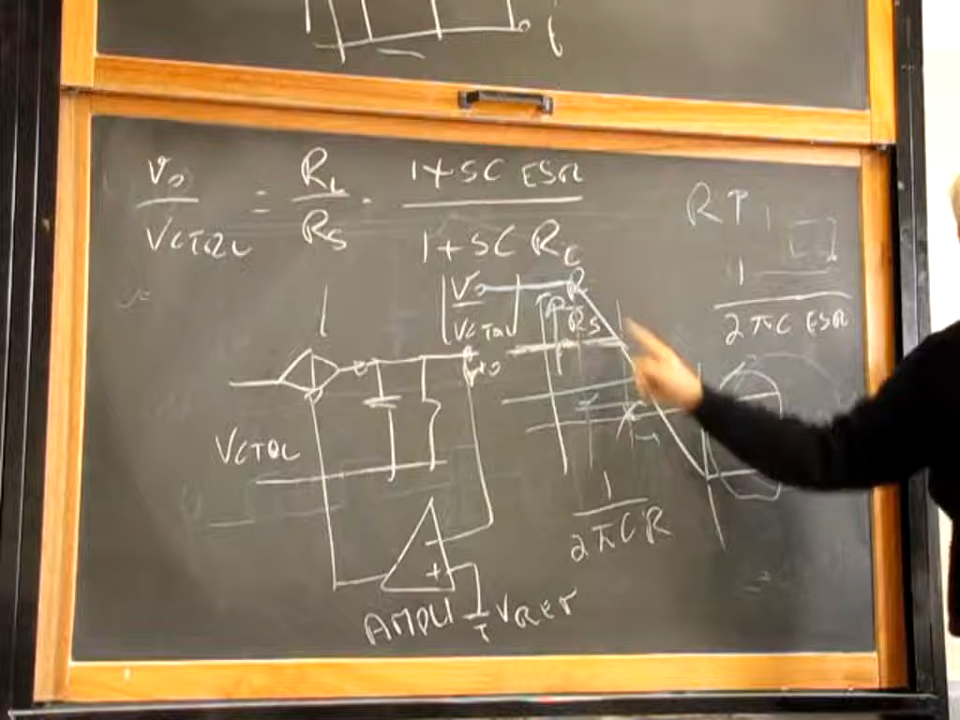 Vo / VCTRL = RL / RS · 1+SC ESR / 1+SC RL
| Vo / VCTRL |
R
RS
1 / 2πC ESR
Vo
VCTRL
1 / 2πCR
+
AMPLI
VREF